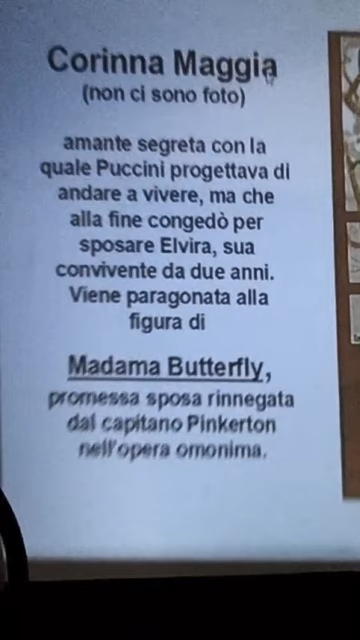 Corinna Maggia
(non ci sono foto)
amante segreta con la
quale Puccini progettava di
andare a vivere, ma che
alla fine congedò per
sposare Elvira, sua
convivente da due anni.
Viene paragonata alla
figura di
Madama Butterfly,
promessa sposa rinnegata
dal capitano Pinkerton
nell'opera omonima.